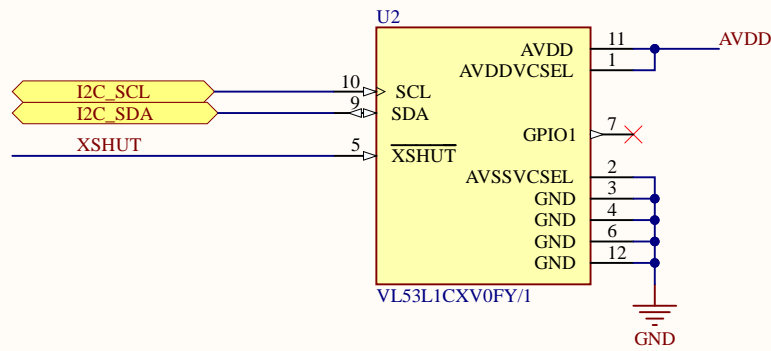 U2
AVDD 11 AVDD
AVDDVCSEL 1
I2C_SCL 10 SCL
I2C_SDA 9 SDA
GPIO1 7
XSHUT 5 XSHUT
AVSSVCSEL 2
GND 3
GND 4
GND 6
GND 12
VL53L1CXV0FY/1
GND